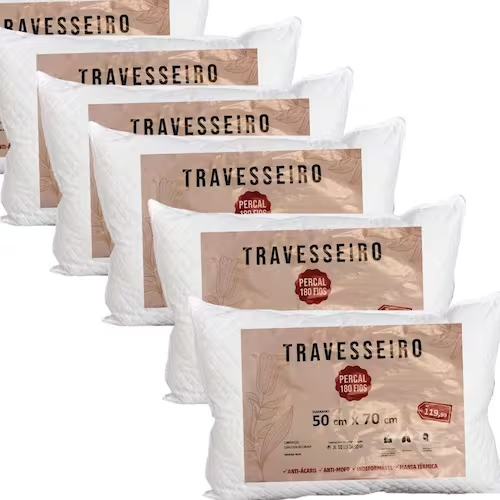 TRAVESSEIRO
TRAVESSEIRO
TRAVESSEIRO
TRAVESSEIRO
PERCAL
180 FIOS
TRAVESSEIRO
PERCAL
180 FIOS
TRAVESSEIRO
PERCAL
180 FIOS
50 cm x 70 cm
119,99
✓ANTI-ÁCARO ✓ANTI-MOFO ✓INDEFORMÁVEL ✓MANTA TÉRMICA